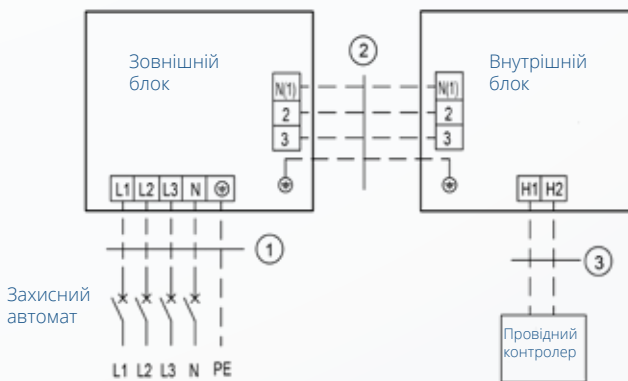 Зовнішній
блок
2
Внутрішній
блок
N(1)
2
3
N(1)
2
3
L1 L2 L3 N
H1 H2
1
3
Захисний
автомат
Провідний
контролер
L1 L2 L3 N PE